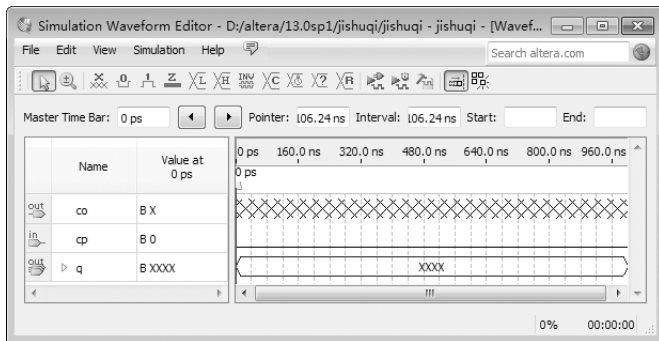 Simulation Waveform Editor - D:/altera/13.0sp1/jishuqi/jishuqi - jishuqi - [Wavef...
File Edit View Simulation Help Search altera.com
Master Time Bar: 0 ps Pointer: 106.24 ns Interval: 106.24 ns Start: End:
Name Value at 0 ps
0 ps 160.0 ns 320.0 ns 480.0 ns 640.0 ns 800.0 ns 960.0 ns
0 ps
out co B X
in cp B 0
out q B XXXX XXXX
0% 00:00:00